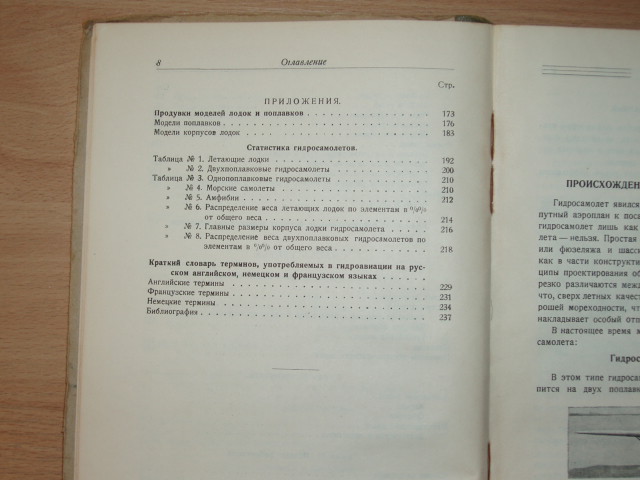 8 Оглавление
Стр.
ПРИЛОЖЕНИЯ.
Продувки моделей лодок и поплавков . . . . . . . . . . . . . 173
Модели поплавков . . . . . . . . . . . . . . . . . . . . . . 176
Модели корпусов лодок . . . . . . . . . . . . . . . . . . . . 183
Статистика гидросамолетов.
Таблица № 1. Летающие лодки . . . . . . . . . . . . . . . . . 192
» № 2. Двухпоплавковые гидросамолеты . . . . . . . . . . . 200
Таблица № 3. Однопоплавковые гидросамолеты . . . . . . . . . 210
» № 4. Морские самолеты . . . . . . . . . . . . . . . . . 210
» № 5. Амфибии . . . . . . . . . . . . . . . . . . . . . 212
» № 6. Распределение веса летающих лодок по элементам в %%
от общего веса . . . . . . . . . . . . . . . . . . 214
» № 7. Главные размеры корпуса лодки гидросамолета . . . . 216
» № 8. Распределение веса двухпоплавковых гидросамолетов по
элементам в %% от общего веса . . . . . . . . . . . 218
Краткий словарь терминов, употребляемых в гидроавиации на рус-
ском английском, немецком и французском языках . . . . .
Английские термины . . . . . . . . . . . . . . . . . . . . . 229
Французские термины . . . . . . . . . . . . . . . . . . . . . 231
Немецкие термины . . . . . . . . . . . . . . . . . . . . . . 234
Библиография . . . . . . . . . . . . . . . . . . . . . . . . 237
ПРОИСХОЖДЕН
Гидросамолет явился
путный аэроплан к пос
гидросамолет лишь как
лета — нельзя. Простая
или фюзеляжа и шасси
как в части конструкти
ципы проектирования об
резко различаются меж
что, сверх летных качест
рошей мореходности, чт
накладывает особый отп
В настоящее время м
самолета:
Гидрос
В этом типе гидросам
пится на двух поплавк